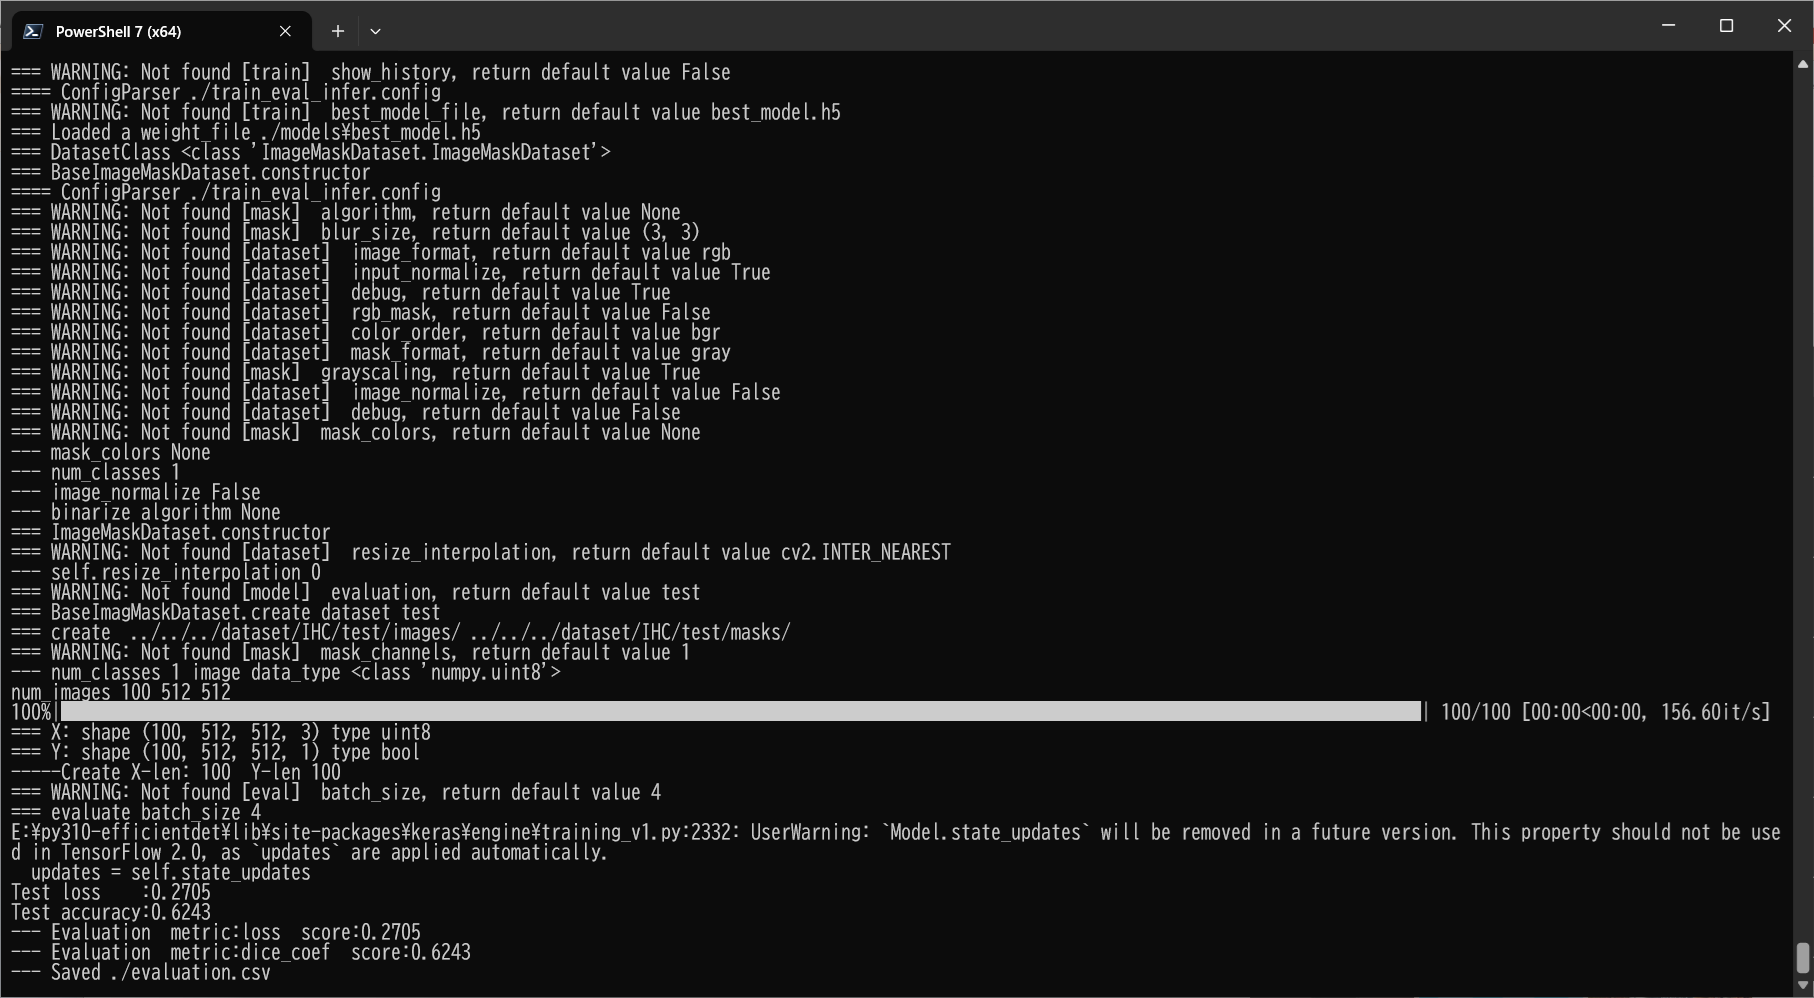 PowerShell 7 (x64)
=== WARNING: Not found [train]  show_history, return default value False
==== ConfigParser ./train_eval_infer.config
=== WARNING: Not found [train]  best_model_file, return default value best_model.h5
=== Loaded a weight_file ./models¥best_model.h5
=== DatasetClass <class 'ImageMaskDataset.ImageMaskDataset'>
=== BaseImageMaskDataset.constructor
==== ConfigParser ./train_eval_infer.config
=== WARNING: Not found [mask]  algorithm, return default value None
=== WARNING: Not found [mask]  blur_size, return default value (3, 3)
=== WARNING: Not found [dataset]  image_format, return default value rgb
=== WARNING: Not found [dataset]  input_normalize, return default value True
=== WARNING: Not found [dataset]  debug, return default value True
=== WARNING: Not found [dataset]  rgb_mask, return default value False
=== WARNING: Not found [dataset]  color_order, return default value bgr
=== WARNING: Not found [dataset]  mask_format, return default value gray
=== WARNING: Not found [mask]  grayscaling, return default value True
=== WARNING: Not found [dataset]  image_normalize, return default value False
=== WARNING: Not found [dataset]  debug, return default value False
=== WARNING: Not found [mask]  mask_colors, return default value None
--- mask_colors None
--- num_classes 1
--- image_normalize False
--- binarize algorithm None
=== ImageMaskDataset.constructor
=== WARNING: Not found [dataset]  resize_interpolation, return default value cv2.INTER_NEAREST
--- self.resize_interpolation 0
=== WARNING: Not found [model]  evaluation, return default value test
=== BaseImagMaskDataset.create dataset test
=== create  ../../../dataset/IHC/test/images/ ../../../dataset/IHC/test/masks/
=== WARNING: Not found [mask]  mask_channels, return default value 1
--- num_classes 1 image data_type <class 'numpy.uint8'>
num_images 100 512 512
100%| | 100/100 [00:00<00:00, 156.60it/s]
=== X: shape (100, 512, 512, 3) type uint8
=== Y: shape (100, 512, 512, 1) type bool
-----Create X-len: 100  Y-len 100
=== WARNING: Not found [eval]  batch_size, return default value 4
=== evaluate batch_size 4
E:¥py310-efficientdet¥lib¥site-packages¥keras¥engine¥training_v1.py:2332: UserWarning: `Model.state_updates` will be removed in a future version. This property should not be use
d in TensorFlow 2.0, as `updates` are applied automatically.
  updates = self.state_updates
Test loss    :0.2705
Test accuracy:0.6243
--- Evaluation  metric:loss  score:0.2705
--- Evaluation  metric:dice_coef  score:0.6243
--- Saved ./evaluation.csv